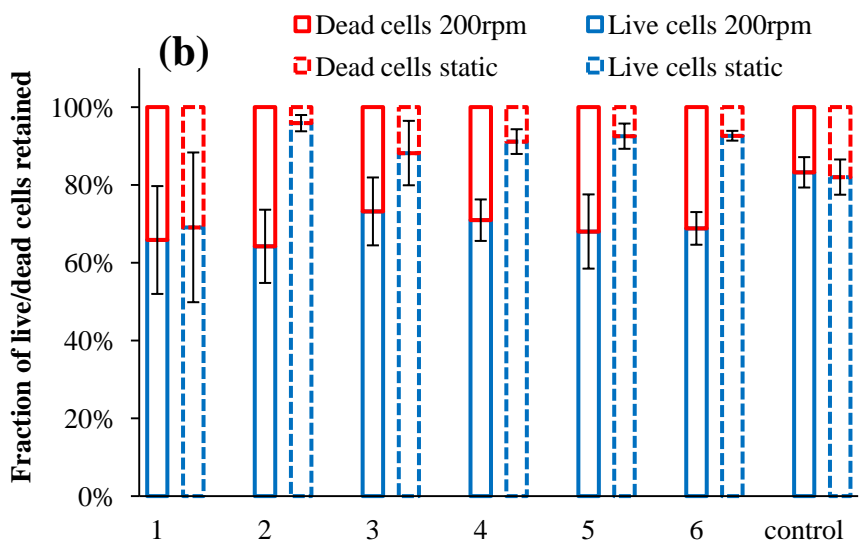 (b)
Dead cells 200rpm Live cells 200rpm
Dead cells static Live cells static
Fraction of live/dead cells retained
100%
80%
60%
40%
20%
0%
1 2 3 4 5 6 control